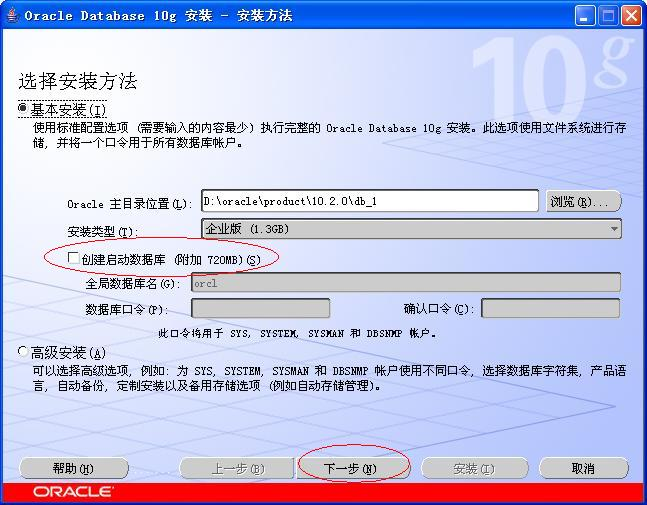 Oracle Database 10g 安装 - 安装方法
10g
选择安装方法
基本安装(I)
使用标准配置选项 (需要输入的内容最少) 执行完整的 Oracle Database 10g 安装。此选项使用文件系统进行存
储, 并将一个口令用于所有数据库帐户。
Oracle 主目录位置(L): D:\oracle\product\10.2.0\db_1 浏览(R)...
安装类型(T): 企业版 (1.3GB)
创建启动数据库 (附加 720MB)(S)
全局数据库名(G): orcl
数据库口令(P): 确认口令(C):
此口令将用于 SYS, SYSTEM, SYSMAN 和 DBSNMP 帐户。
高级安装(A)
可以选择高级选项, 例如: 为 SYS, SYSTEM, SYSMAN 和 DBSNMP 帐户使用不同口令, 选择数据库字符集, 产品语
言, 自动备份, 定制安装以及备用存储选项 (例如自动存储管理)。
帮助(H) 上一步(B) 下一步(N) 安装(I) 取消
ORACLE